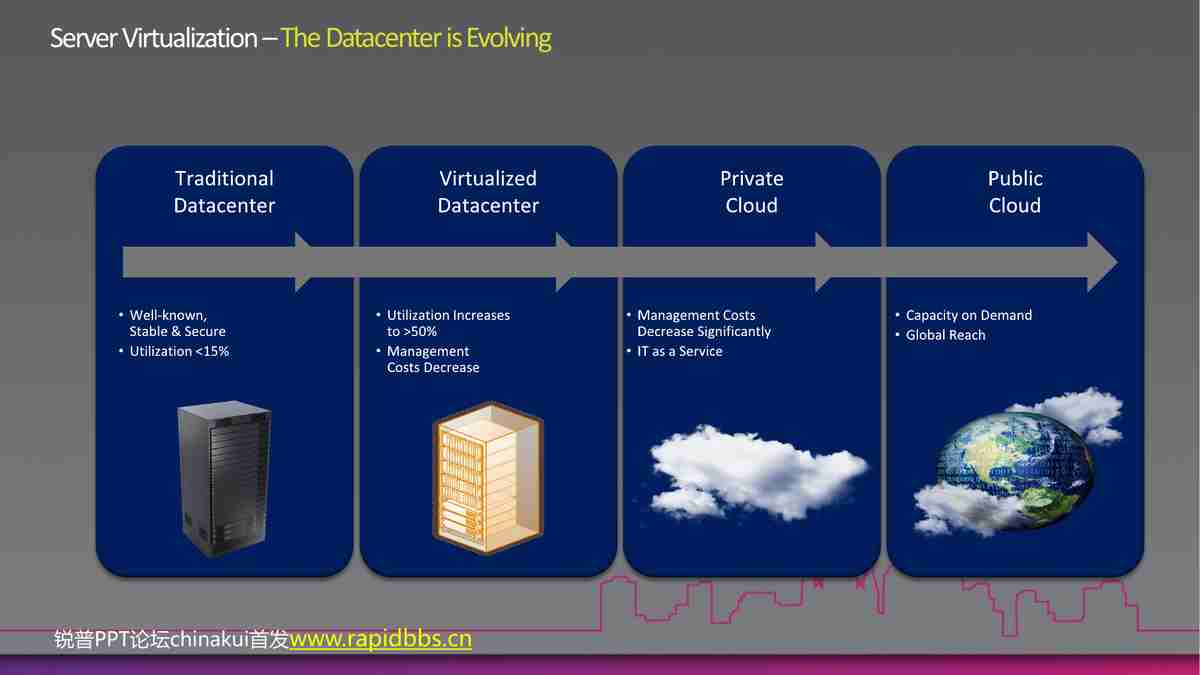 Server Virtualization – The Datacenter is Evolving
Traditional
Datacenter
• Well-known,
Stable & Secure
• Utilization <15%
Virtualized
Datacenter
• Utilization Increases
to >50%
• Management
Costs Decrease
Private
Cloud
• Management Costs
Decrease Significantly
• IT as a Service
Public
Cloud
• Capacity on Demand
• Global Reach
锐普PPT论坛chinakui首发www.rapidbbs.cn